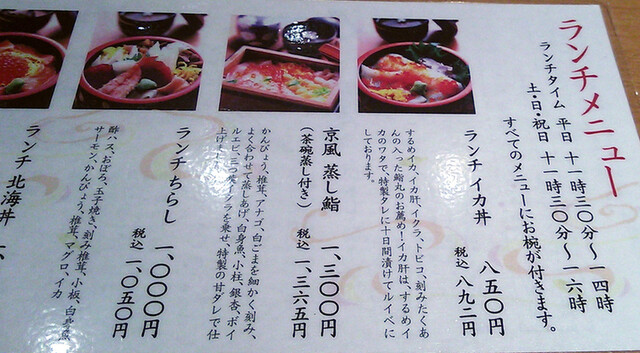 ランチメニュー
ランチタイム 平日 十一時三〇分〜一四時
土・日・祝日 十一時三〇分〜一六時
すべてのメニューにお椀が付きます。
ランチ イカ丼 八五〇円
税込 八九二円
するめイカ、イカ肝、イクラ、トビコ、刻みたくあ
んの入った鮨丸のお薦め!イカ肝は、するめイ
カのワタで、特製タレに十日間漬けてルイベに
しております。
京風 蒸し鮨 一、三〇〇円
(茶碗蒸し付き) 税込 一、三六五円
かんぴょう、椎茸、アナゴ、白ごまを細かく刻み、
よく合わせて蒸しあげ、白身魚、小柱、銀杏、ボイ
ルエビ、三つ葉、イクラを乗せ、特製の甘ダレで仕
上げ
ランチ ちらし 一、〇〇〇円
税込 一、〇五〇円
酢バス、おぼろ、玉子焼き、刻み椎茸、小板、白身魚
サーモン、かんぴょう、椎茸、マグロ、イカ
ランチ 北海丼 一、